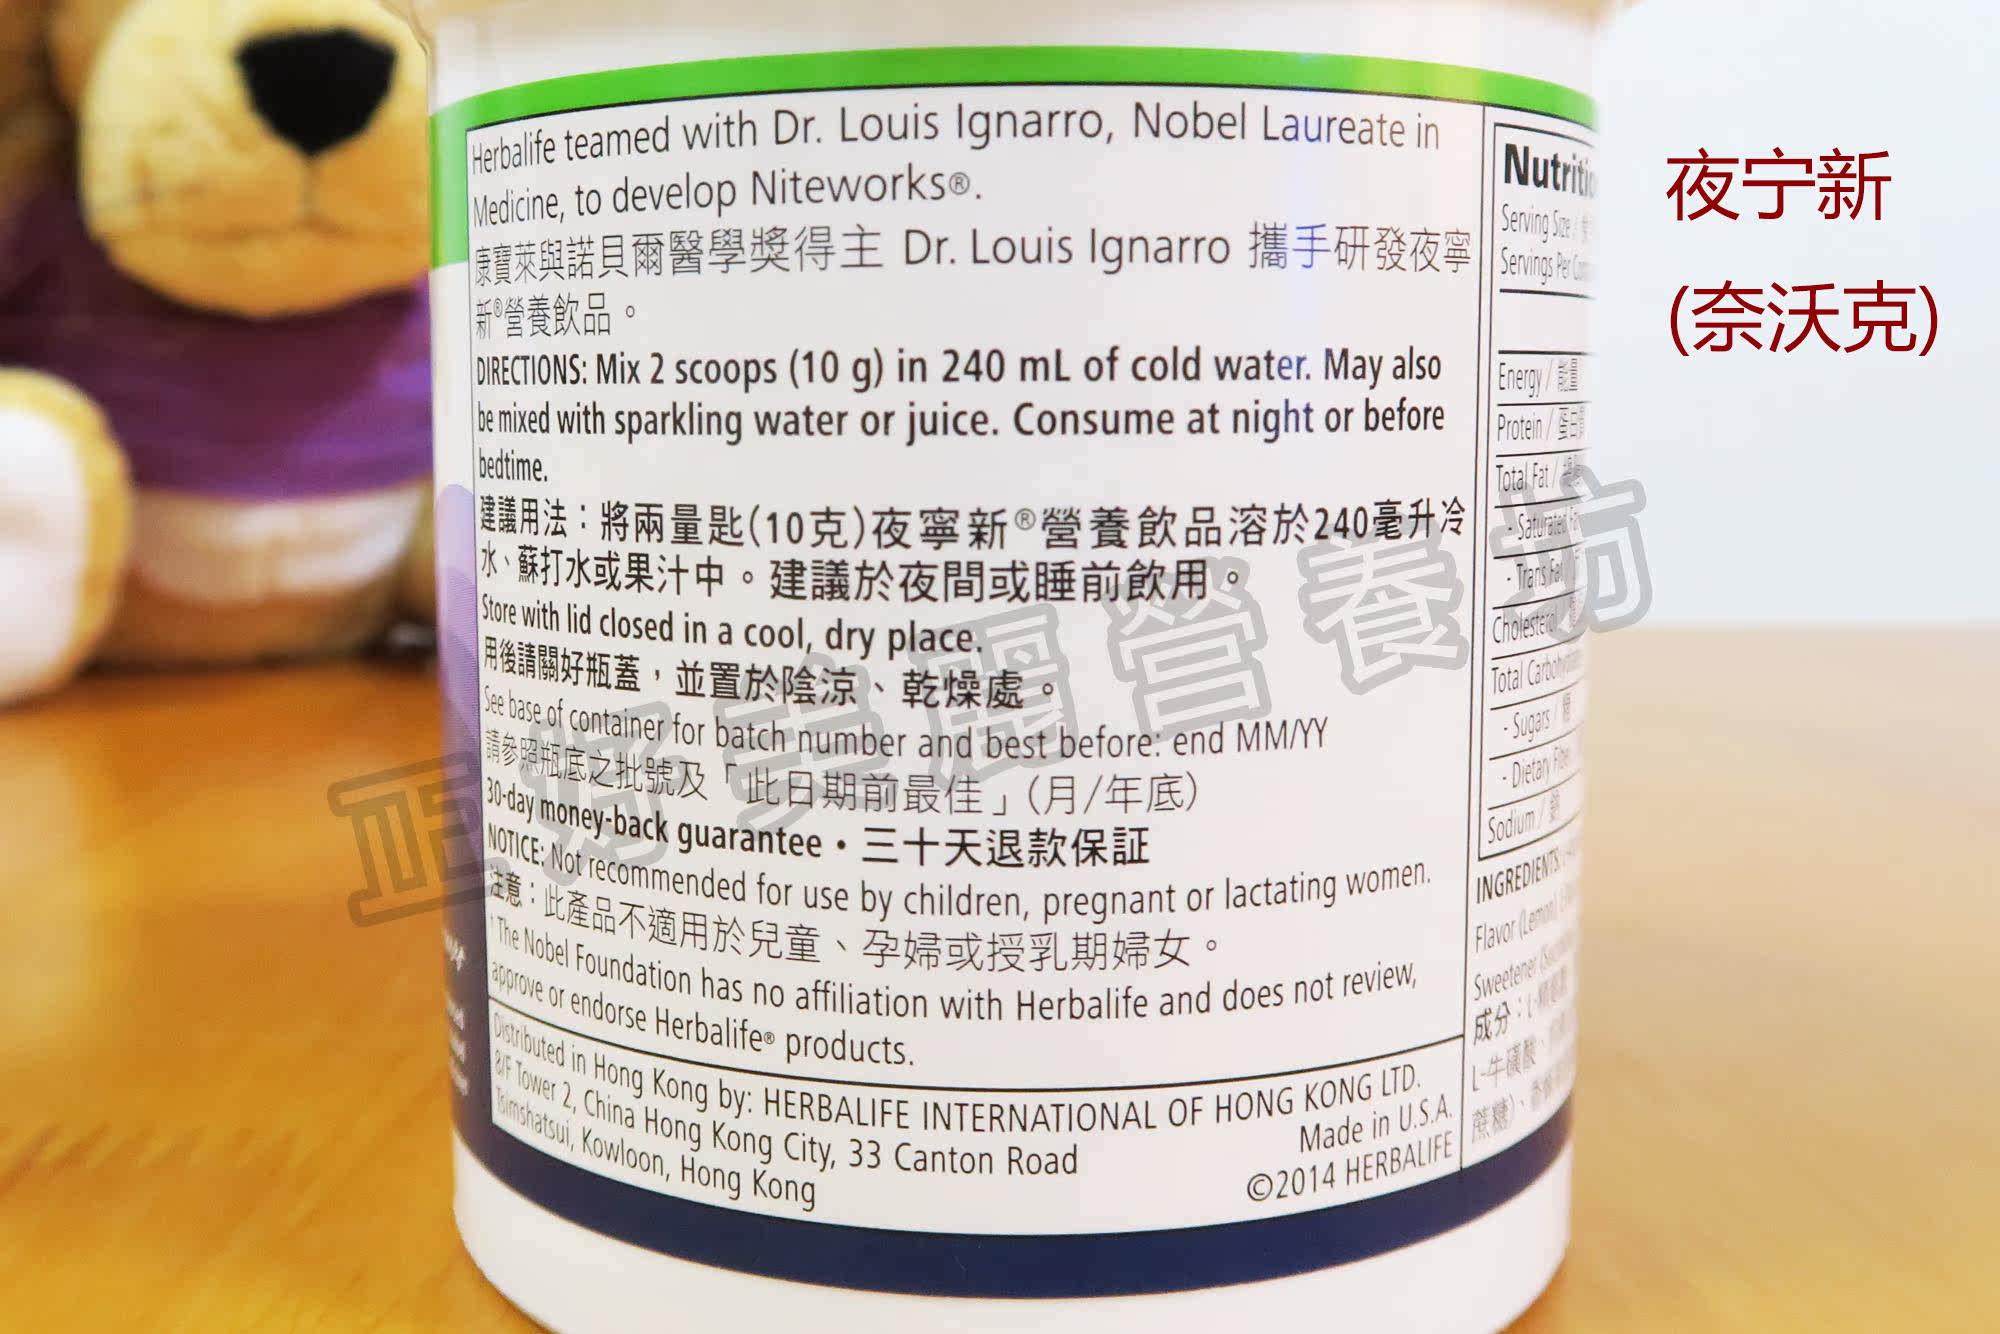 Herbalife teamed with Dr. Louis Ignarro, Nobel Laureate in
Medicine, to develop Niteworks®.
康寶萊與諾貝爾醫學獎得主 Dr. Louis Ignarro 攜手研發夜寧
新®營養飲品。
DIRECTIONS: Mix 2 scoops (10 g) in 240 mL of cold water. May also
be mixed with sparkling water or juice. Consume at night or before
bedtime.
建議用法：將兩量匙(10克)夜寧新®營養飲品溶於240毫升冷
水、蘇打水或果汁中。建議於夜間或睡前飲用。
Store with lid closed in a cool, dry place.
用後請關好瓶蓋，並置於陰涼、乾燥處。
See base of container for batch number and best before: end MM/YY
請參照瓶底之批號及「此日期前最佳」(月/年底)
30-day money-back guarantee • 三十天退款保証
NOTICE: Not recommended for use by children, pregnant or lactating women.
注意：此產品不適用於兒童、孕婦或授乳期婦女。
† The Nobel Foundation has no affiliation with Herbalife and does not review,
approve or endorse Herbalife® products.
Distributed in Hong Kong by: HERBALIFE INTERNATIONAL OF HONG KONG LTD.
8/F Tower 2, China Hong Kong City, 33 Canton Road
Tsimshatsui, Kowloon, Hong Kong
Made in U.S.A.
©2014 HERBALIFE
Serving Size /
Servings Per
Energy / 能量
Protein / 蛋白質
Total Fat /
- Saturated
- Trans Fat /
Cholesterol /
Total
- Sugars / 糖
- Dietary
Sodium / 鈉
INGREDIENTS:
Flavor (Lemon),
Sweetener
成分：L-
L-牛磺酸、
蔗糖)、
夜宁新
(奈沃克)
好美麗營養坊